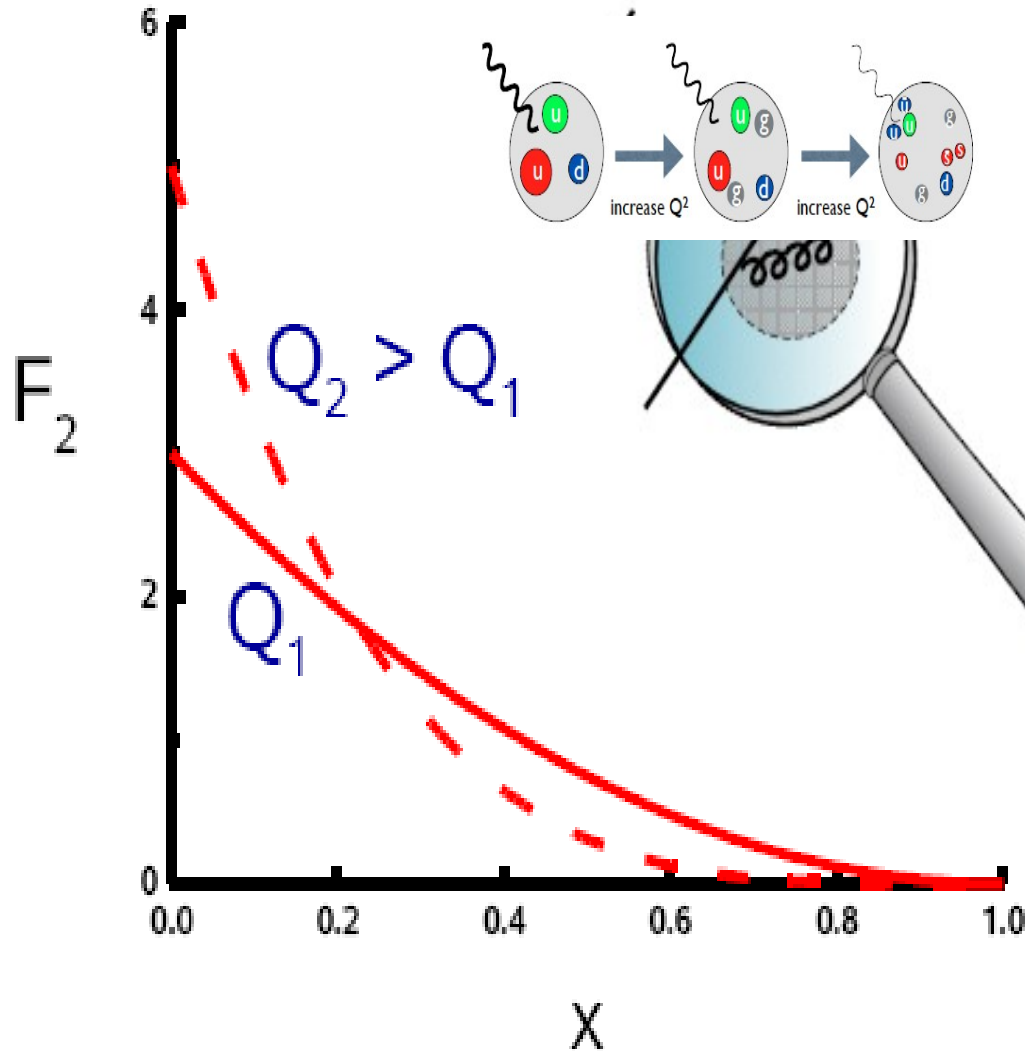 6
4
2
0
F₂
Q₂ > Q₁
Q₁
0.0 0.2 0.4 0.6 0.8 1.0
X
u
u d
increase Q²
u g
u g d
increase Q²
u
u u g
u s s
g d